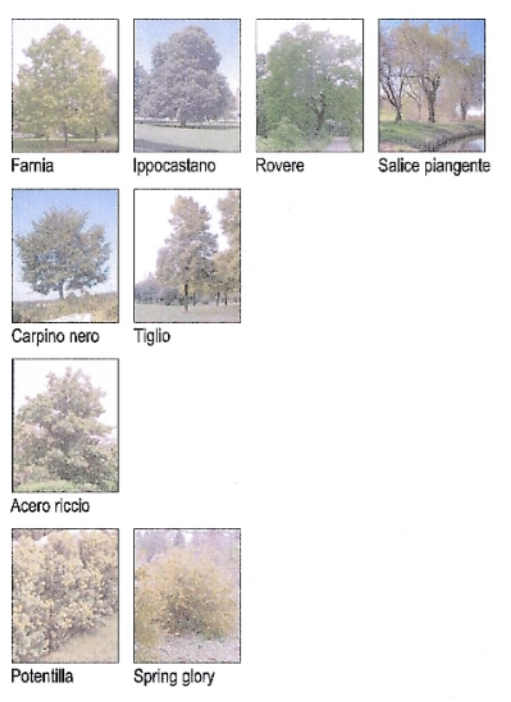 Farnia
Ippocastano
Rovere
Salice piangente
Carpino nero
Tiglio
Acero riccio
Potentilla
Spring glory